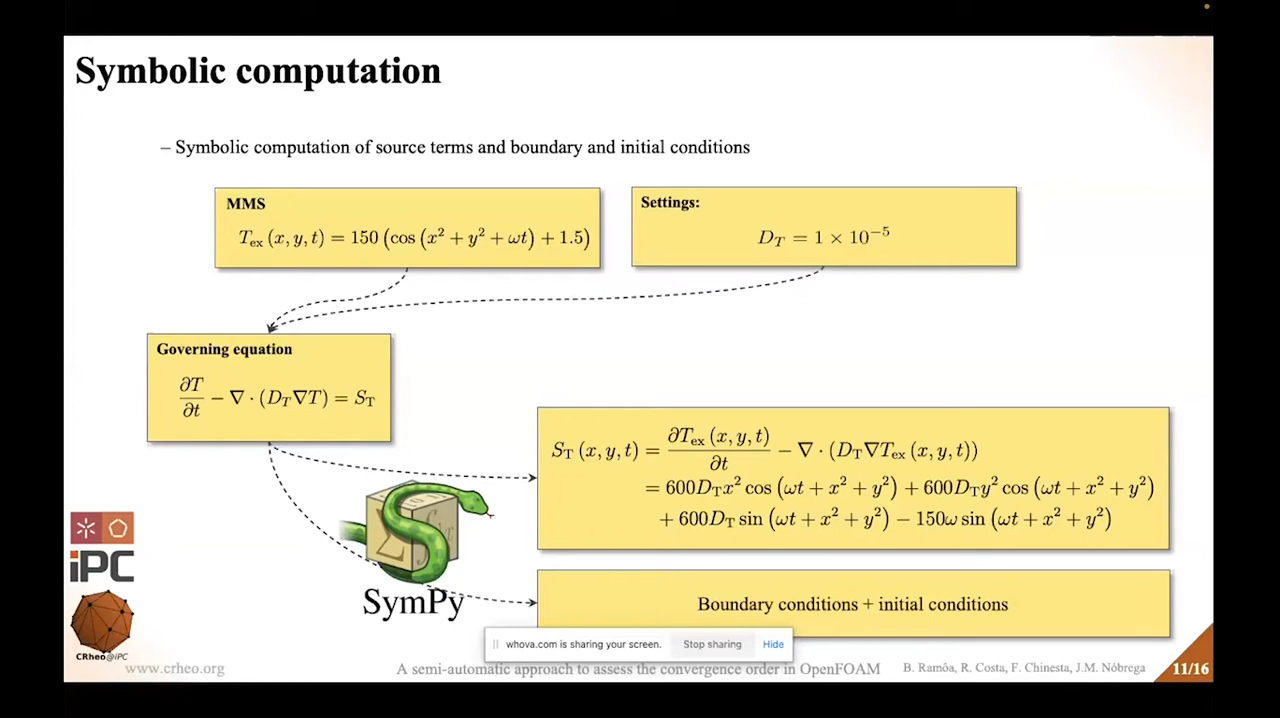 Symbolic computation
– Symbolic computation of source terms and boundary and initial conditions
MMS
T_ex (x, y, t) = 150 (cos (x² + y² + ωt) + 1.5)
Settings:
D_T = 1 × 10⁻⁵
Governing equation
∂T/∂t − ∇ · (D_T∇T) = S_T
S_T (x, y, t) = ∂T_ex (x, y, t)/∂t − ∇ · (D_T∇T_ex (x, y, t))
= 600D_Tx² cos (ωt + x² + y²) + 600D_Ty² cos (ωt + x² + y²)
+ 600D_T sin (ωt + x² + y²) − 150ω sin (ωt + x² + y²)
SymPy
Boundary conditions + initial conditions
iPC
CRheo@iPC
whova.com is sharing your screen. Stop sharing Hide
www.crheo.org A semi-automatic approach to assess the convergence order in OpenFOAM B. Ramôa, R. Costa, F. Chinesta, J.M. Nóbrega 11/16